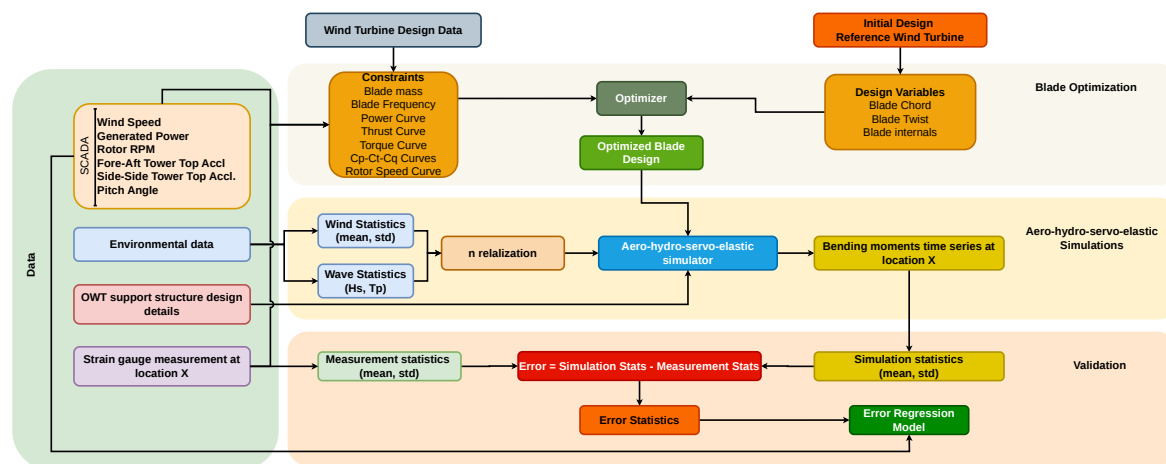 Wind Turbine Design Data
Initial Design
Reference Wind Turbine
Constraints
Blade mass
Blade Frequency
Power Curve
Thrust Curve
Torque Curve
Cp-Ct-Cq Curves
Rotor Speed Curve
Optimizer
Design Variables
Blade Chord
Blade Twist
Blade internals
Blade Optimization
Optimized Blade
Design
Data
SCADA
Wind Speed
Generated Power
Rotor RPM
Fore-Aft Tower Top Accl
Side-Side Tower Top Accl.
Pitch Angle
Environmental data
Wind Statistics
(mean, std)
Wave Statistics
(Hs, Tp)
n relalization
Aero-hydro-servo-elastic
simulator
Bending moments time series at
location X
Aero-hydro-servo-elastic
Simulations
OWT support structure design
details
Strain gauge measurement at
location X
Measurement statistics
(mean, std)
Error = Simulation Stats - Measurement Stats
Simulation statistics
(mean, std)
Validation
Error Statistics
Error Regression
Model